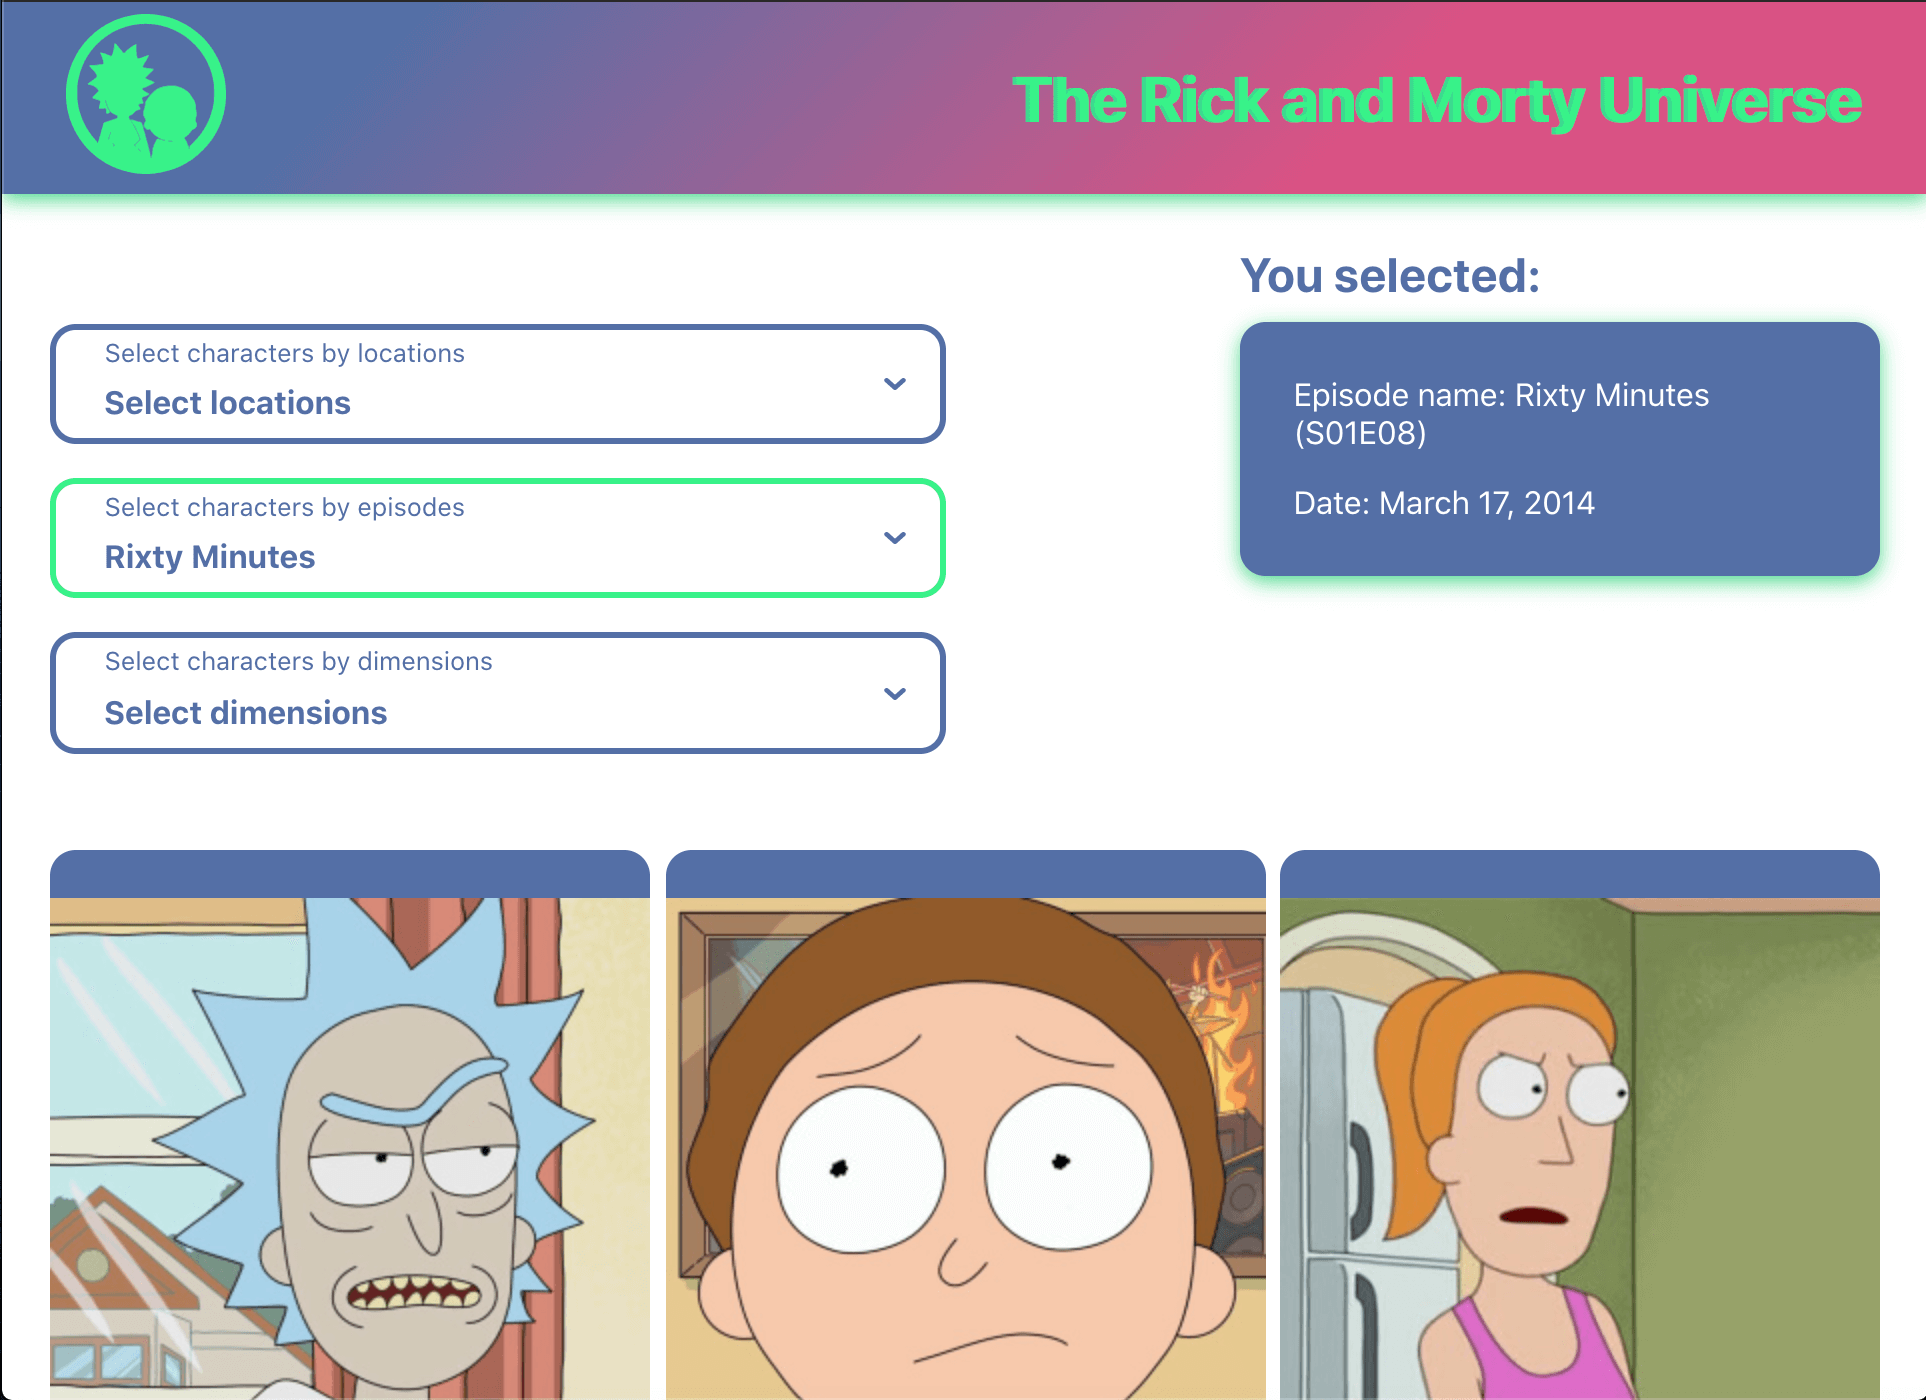 The Rick and Morty Universe
Select characters by locations
Select locations
Select characters by episodes
Rixty Minutes
Select characters by dimensions
Select dimensions
You selected:
Episode name: Rixty Minutes
(S01E08)
Date: March 17, 2014